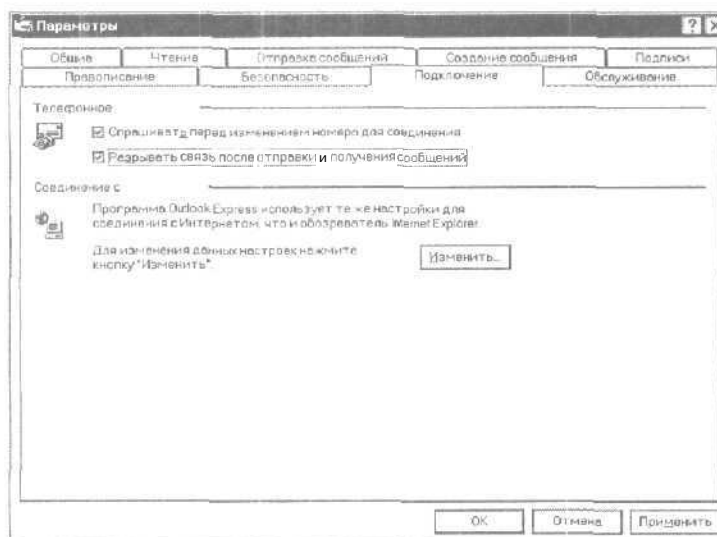 Параметры
Общие Чтение Отправка сообщений Создание сообщения Подписи
Правописание Безопасность Подключение Обслуживание
Телефонное
Спрашивать перед изменением номера для соединения
Разрывать связь после отправки и получения сообщений
Соединение с
Программа Outlook Express использует те же настройки для
соединения с Интернетом, что и обозреватель Internet Explorer.
Для изменения данных настроек нажмите
кнопку "Изменить".
Изменить...
OK Отмена Применить